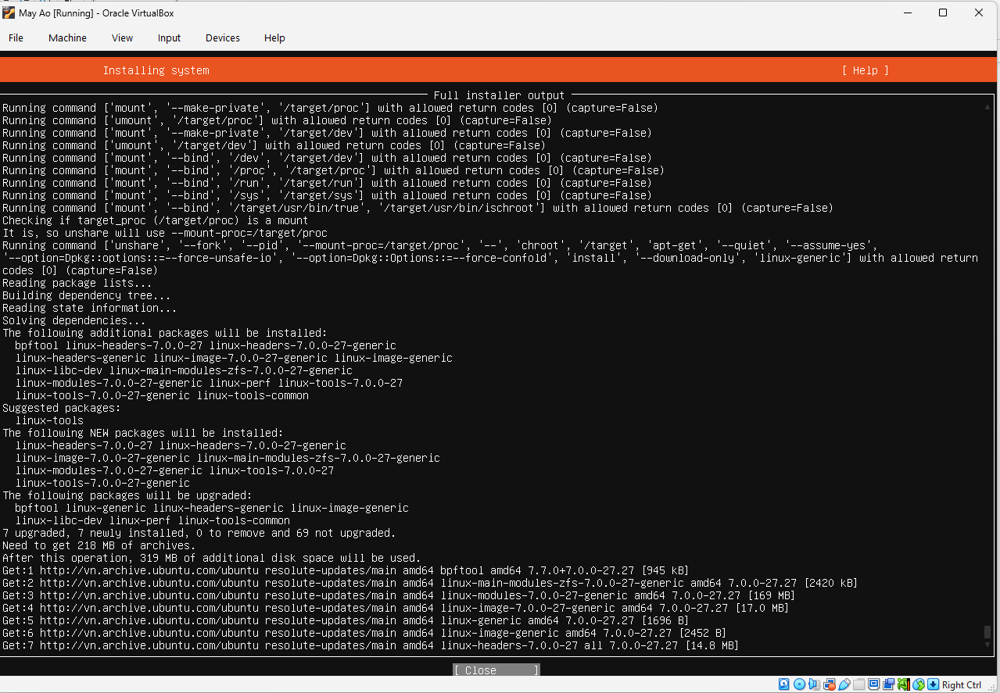 May Ao [Running] - Oracle VirtualBox
File Machine View Input Devices Help
Installing system [ Help ]
Full installer output
Running command ['mount', '--make-private', '/target/proc'] with allowed return codes [0] (capture=False)
Running command ['umount', '/target/proc'] with allowed return codes [0] (capture=False)
Running command ['mount', '--make-private', '/target/dev'] with allowed return codes [0] (capture=False)
Running command ['umount', '/target/dev'] with allowed return codes [0] (capture=False)
Running command ['mount', '--bind', '/dev', '/target/dev'] with allowed return codes [0] (capture=False)
Running command ['mount', '--bind', '/proc', '/target/proc'] with allowed return codes [0] (capture=False)
Running command ['mount', '--bind', '/run', '/target/run'] with allowed return codes [0] (capture=False)
Running command ['mount', '--bind', '/sys', '/target/sys'] with allowed return codes [0] (capture=False)
Running command ['mount', '--bind', '/target/usr/bin/true', '/target/usr/bin/ischroot'] with allowed return codes [0] (capture=False)
Checking if target_proc (/target/proc) is a mount
It is, so unshare will use --mount-proc=/target/proc
Running command ['unshare', '--fork', '--pid', '--mount-proc=/target/proc', '--', 'chroot', '/target', 'apt-get', '--quiet', '--assume-yes',
'--option=Dpkg::options::=--force-unsafe-io', '--option=Dpkg::Options::=--force-confold', 'install', '--download-only', 'linux-generic'] with allowed return
codes [0] (capture=False)
Reading package lists...
Building dependency tree...
Reading state information...
Solving dependencies...
The following additional packages will be installed:
bpftool linux-headers-7.0.0-27 linux-headers-7.0.0-27-generic
linux-headers-generic linux-image-7.0.0-27-generic linux-image-generic
linux-libc-dev linux-main-modules-zfs-7.0.0-27-generic
linux-modules-7.0.0-27-generic linux-perf linux-tools-7.0.0-27
linux-tools-7.0.0-27-generic linux-tools-common
Suggested packages:
linux-tools
The following NEW packages will be installed:
linux-headers-7.0.0-27 linux-headers-7.0.0-27-generic
linux-image-7.0.0-27-generic linux-main-modules-zfs-7.0.0-27-generic
linux-modules-7.0.0-27-generic linux-tools-7.0.0-27
linux-tools-7.0.0-27-generic
The following packages will be upgraded:
bpftool linux-generic linux-headers-generic linux-image-generic
linux-libc-dev linux-perf linux-tools-common
7 upgraded, 7 newly installed, 0 to remove and 69 not upgraded.
Need to get 218 MB of archives.
After this operation, 319 MB of additional disk space will be used.
Get:1 http://vn.archive.ubuntu.com/ubuntu resolute-updates/main amd64 bpftool amd64 7.7.0+7.0.0-27.27 [945 kB]
Get:2 http://vn.archive.ubuntu.com/ubuntu resolute-updates/main amd64 linux-main-modules-zfs-7.0.0-27-generic amd64 7.0.0-27.27 [2420 kB]
Get:3 http://vn.archive.ubuntu.com/ubuntu resolute-updates/main amd64 linux-modules-7.0.0-27-generic amd64 7.0.0-27.27 [169 MB]
Get:4 http://vn.archive.ubuntu.com/ubuntu resolute-updates/main amd64 linux-image-7.0.0-27-generic amd64 7.0.0-27.27 [17.0 MB]
Get:5 http://vn.archive.ubuntu.com/ubuntu resolute-updates/main amd64 linux-generic amd64 7.0.0-27.27 [1696 B]
Get:6 http://vn.archive.ubuntu.com/ubuntu resolute-updates/main amd64 linux-image-generic amd64 7.0.0-27.27 [2452 B]
Get:7 http://vn.archive.ubuntu.com/ubuntu resolute-updates/main amd64 linux-headers-7.0.0-27 all 7.0.0-27.27 [14.8 MB]
[ Close ]
Right Ctrl